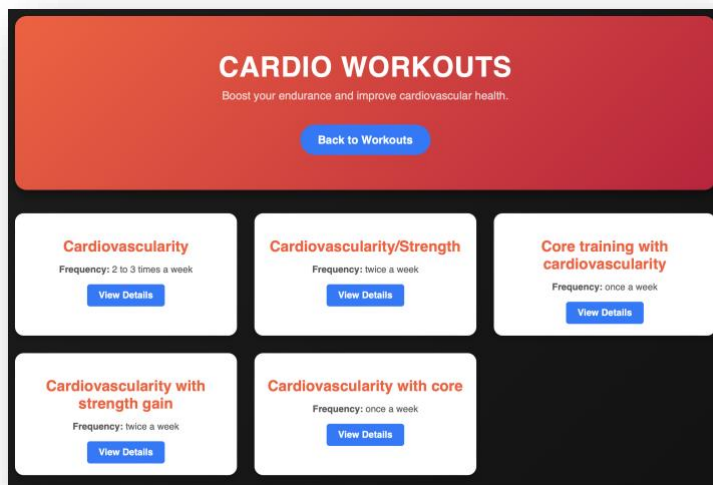 CARDIO WORKOUTS
Boost your endurance and improve cardiovascular health.
Back to Workouts
Cardiovascularity
Frequency: 2 to 3 times a week
View Details
Cardiovascularity/Strength
Frequency: twice a week
View Details
Core training with
cardiovascularity
Frequency: once a week
View Details
Cardiovascularity with
strength gain
Frequency: twice a week
View Details
Cardiovascularity with core
Frequency: once a week
View Details